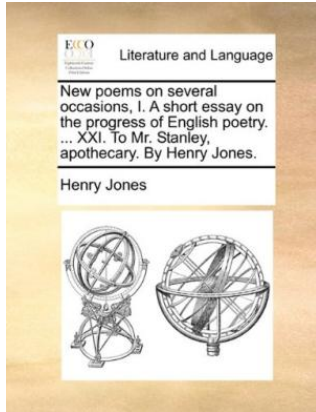 ECCO
Literature and Language
New poems on several
occasions, I. A short essay on
the progress of English poetry.
... XXI. To Mr. Stanley,
apothecary. By Henry Jones.
Henry Jones